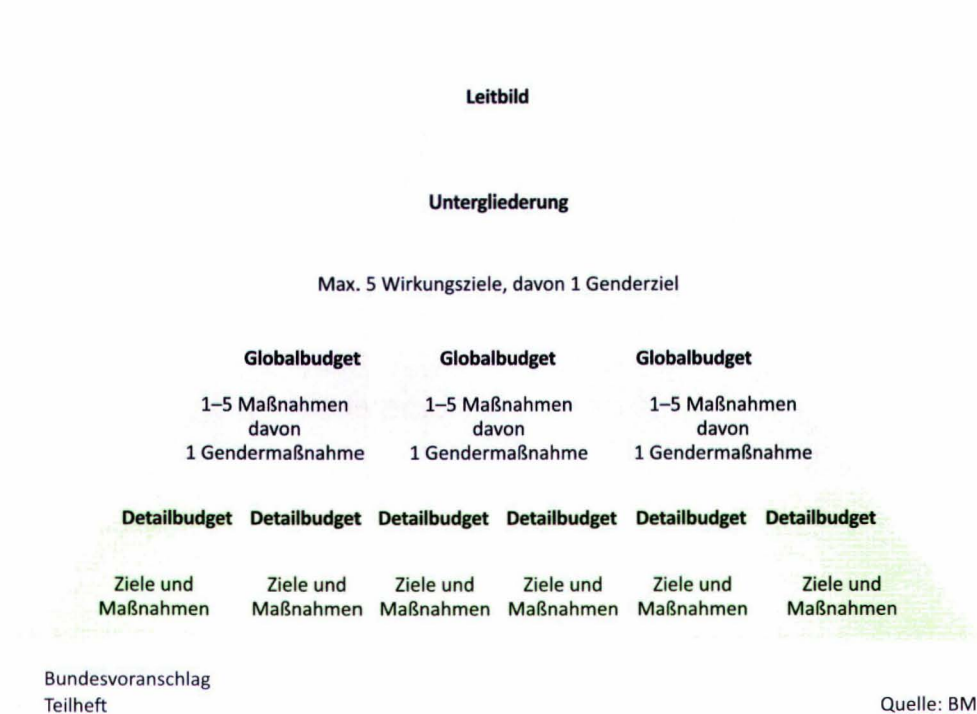 Leitbild
Untergliederung
Max. 5 Wirkungsziele, davon 1 Genderziel
Globalbudget Globalbudget Globalbudget
1–5 Maßnahmen 1–5 Maßnahmen 1–5 Maßnahmen
davon davon davon
1 Gendermaßnahme 1 Gendermaßnahme 1 Gendermaßnahme
Detailbudget Detailbudget Detailbudget Detailbudget Detailbudget Detailbudget
Ziele und Ziele und Ziele und Ziele und Ziele und Ziele und
Maßnahmen Maßnahmen Maßnahmen Maßnahmen Maßnahmen Maßnahmen
Bundesvoranschlag
Teilheft Quelle: BM